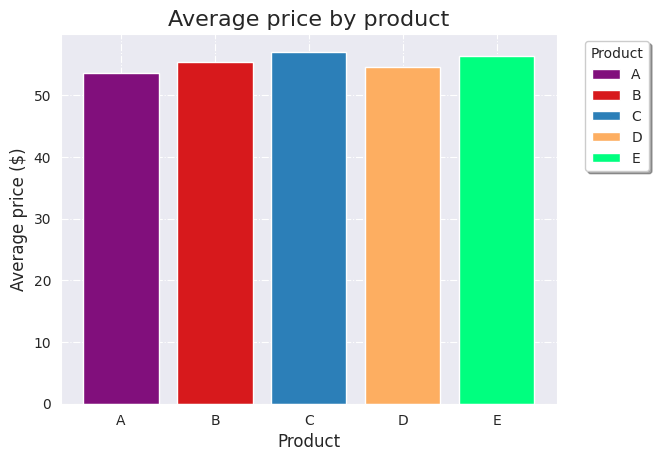 Average price by product
Average price ($)
50
40
30
20
10
0
A B C D E
Product
Product
A
B
C
D
E